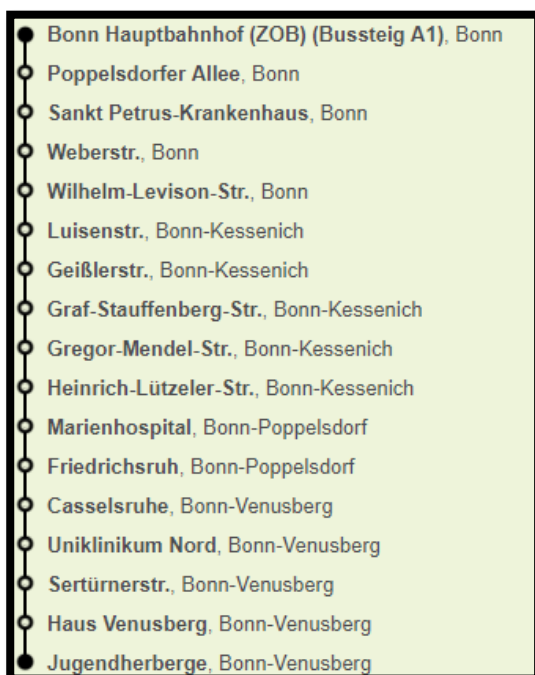 Bonn Hauptbahnhof (ZOB) (Bussteig A1), Bonn
Poppelsdorfer Allee, Bonn
Sankt Petrus-Krankenhaus, Bonn
Weberstr., Bonn
Wilhelm-Levison-Str., Bonn
Luisenstr., Bonn-Kessenich
Geißlerstr., Bonn-Kessenich
Graf-Stauffenberg-Str., Bonn-Kessenich
Gregor-Mendel-Str., Bonn-Kessenich
Heinrich-Lützeler-Str., Bonn-Kessenich
Marienhospital, Bonn-Poppelsdorf
Friedrichsruh, Bonn-Poppelsdorf
Casselsruhe, Bonn-Venusberg
Uniklinikum Nord, Bonn-Venusberg
Sertürnerstr., Bonn-Venusberg
Haus Venusberg, Bonn-Venusberg
Jugendherberge, Bonn-Venusberg